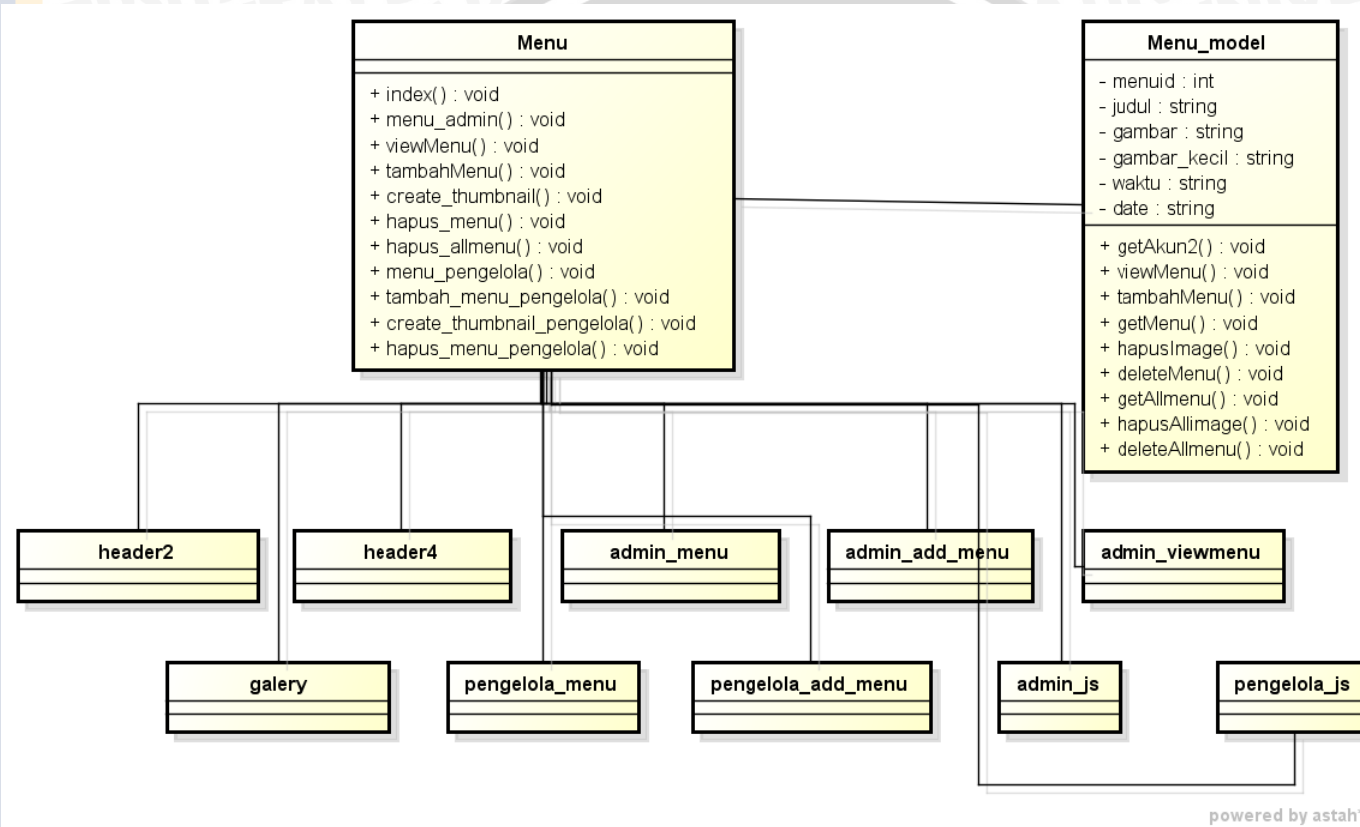 Menu
+ index() : void
+ menu_admin() : void
+ viewMenu() : void
+ tambahMenu() : void
+ create_thumbnail() : void
+ hapus_menu() : void
+ hapus_allmenu() : void
+ menu_pengelola() : void
+ tambah_menu_pengelola() : void
+ create_thumbnail_pengelola() : void
+ hapus_menu_pengelola() : void
Menu_model
- menuid : int
- judul : string
- gambar : string
- gambar_kecil : string
- waktu : string
- date : string
+ getAkun2() : void
+ viewMenu() : void
+ tambahMenu() : void
+ getMenu() : void
+ hapusImage() : void
+ deleteMenu() : void
+ getAllmenu() : void
+ hapusAllimage() : void
+ deleteAllmenu() : void
header2
header4
admin_menu
admin_add_menu
admin_viewmenu
galery
pengelola_menu
pengelola_add_menu
admin_js
pengelola_js
powered by astah